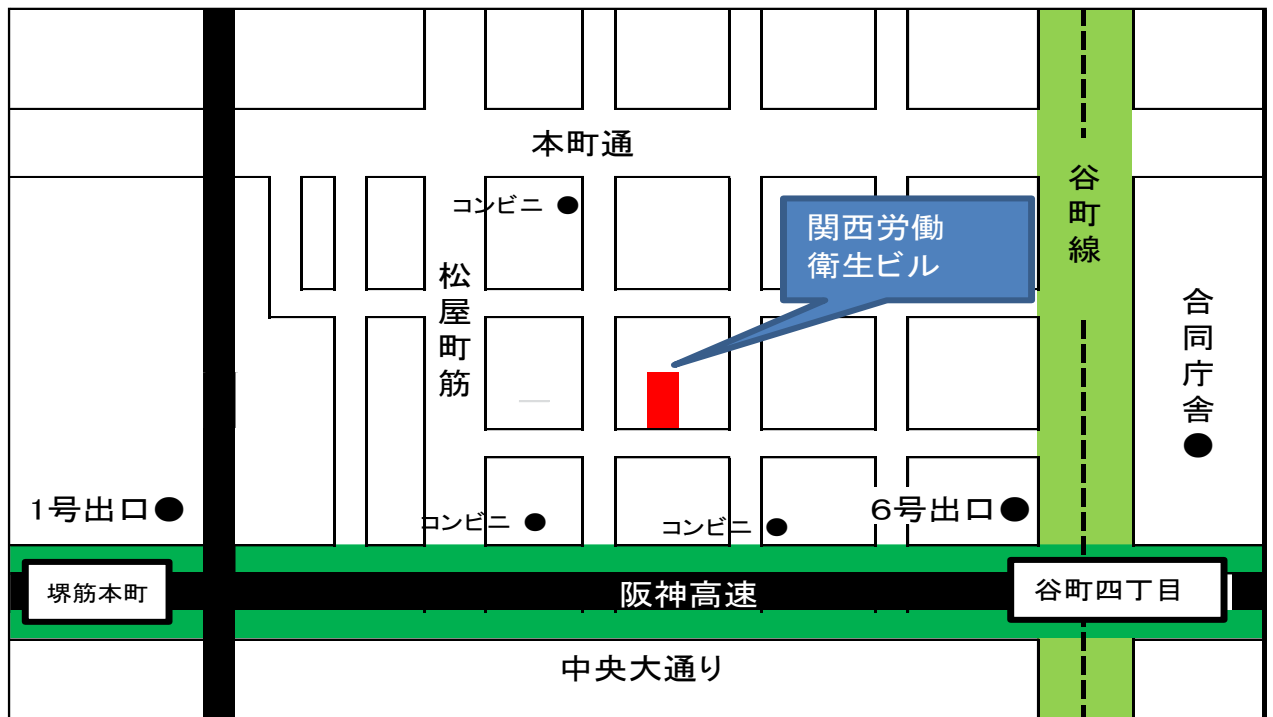 本町通
谷町線
コンビニ
関西労働
衛生ビル
松屋町筋
合同庁舎
1号出口
6号出口
コンビニ
コンビニ
堺筋本町
阪神高速
谷町四丁目
中央大通り